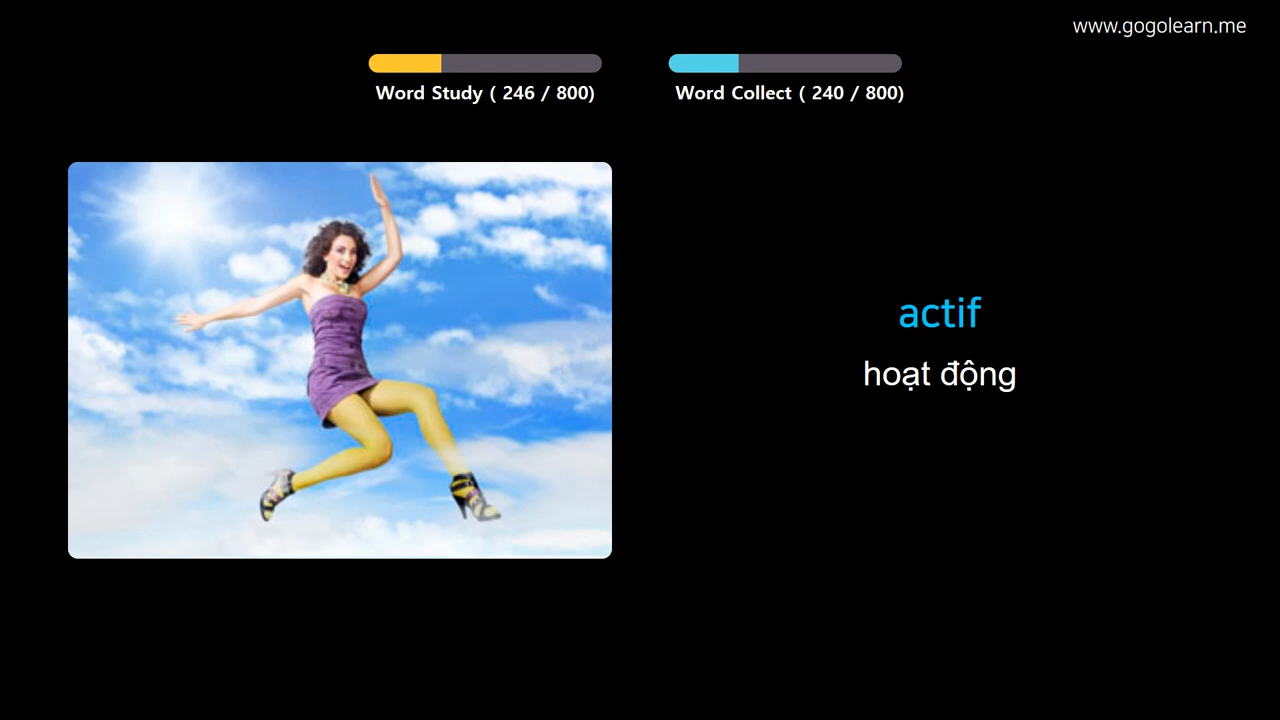 www.gogolearn.me
Word Study ( 246 / 800)
Word Collect ( 240 / 800)
actif
hoạt động